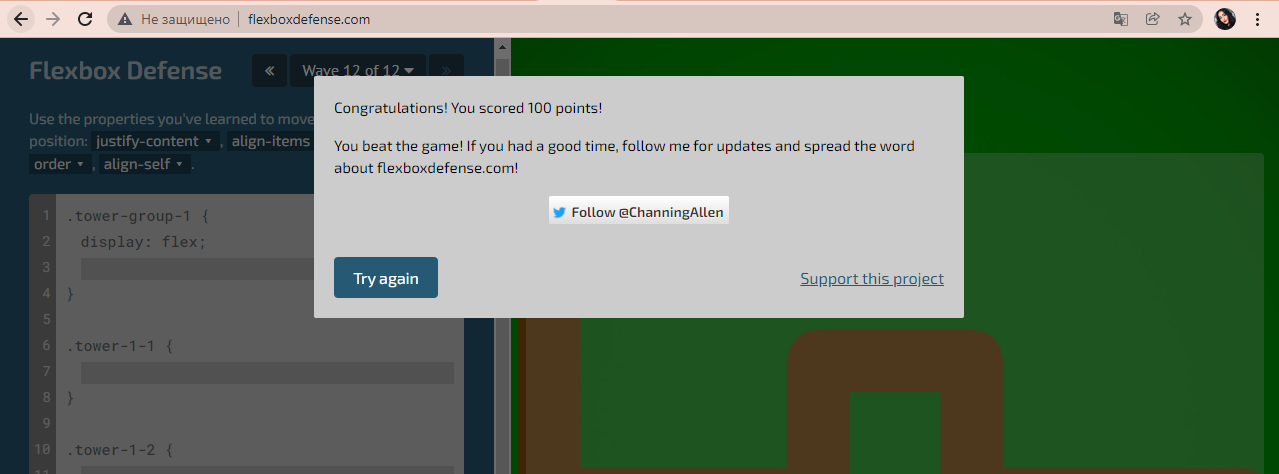 Не защищено | flexboxdefense.com
Flexbox Defense « Wave 12 of 12 »
Use the properties you've learned to move
position: justify-content , align-items
order , align-self .
1 .tower-group-1 {
2 display: flex;
3
4 }
5
6 .tower-1-1 {
7
8 }
9
10 .tower-1-2 {
11
Congratulations! You scored 100 points!
You beat the game! If you had a good time, follow me for updates and spread the word
about flexboxdefense.com!
Follow @ChanningAllen
Try again
Support this project